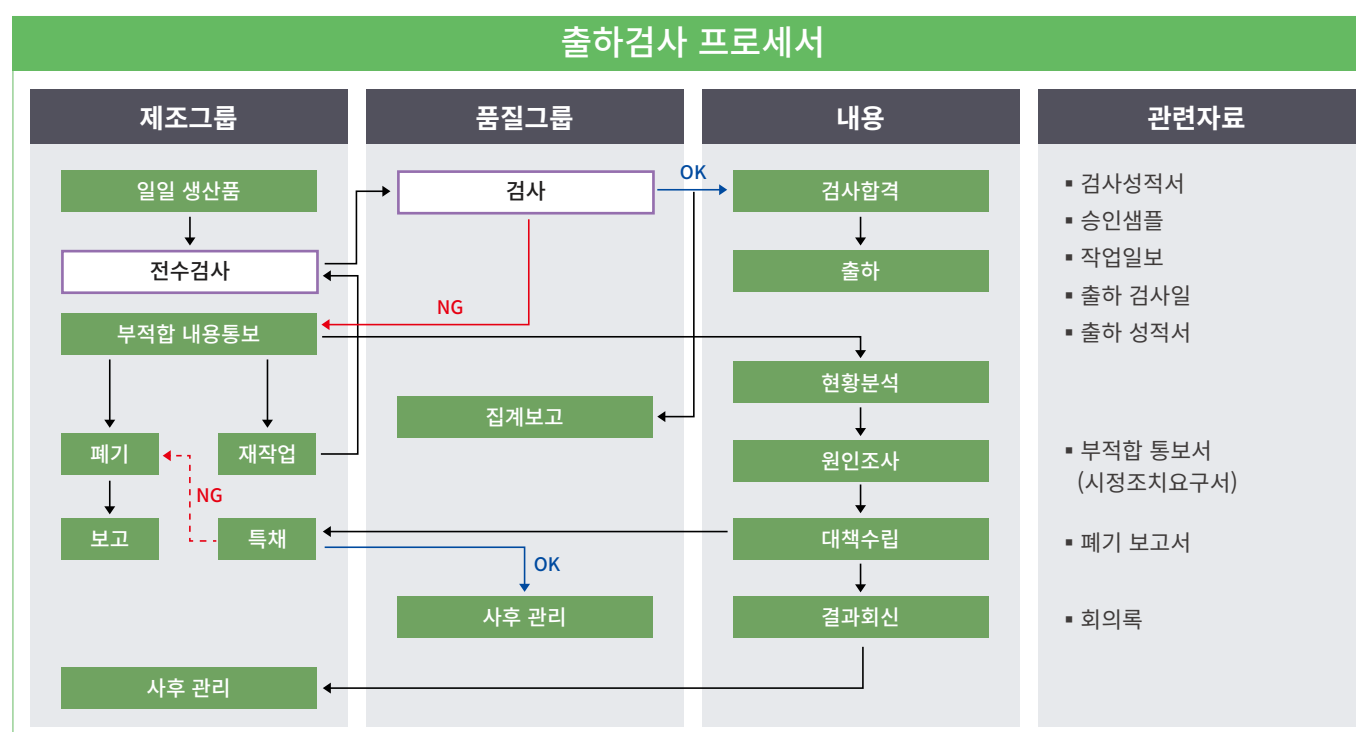 출하검사 프로세서
제조그룹
품질그룹
내용
관련자료
일일 생산품
검사
OK
검사합격
전수검사
출하
NG
부적합 내용통보
현황분석
집계보고
폐기
재작업
원인조사
NG
보고
특채
대책수립
OK
사후 관리
결과회신
사후 관리
▪ 검사성적서
▪ 승인샘플
▪ 작업일보
▪ 출하 검사일
▪ 출하 성적서
▪ 부적합 통보서
(시정조치요구서)
▪ 폐기 보고서
▪ 회의록